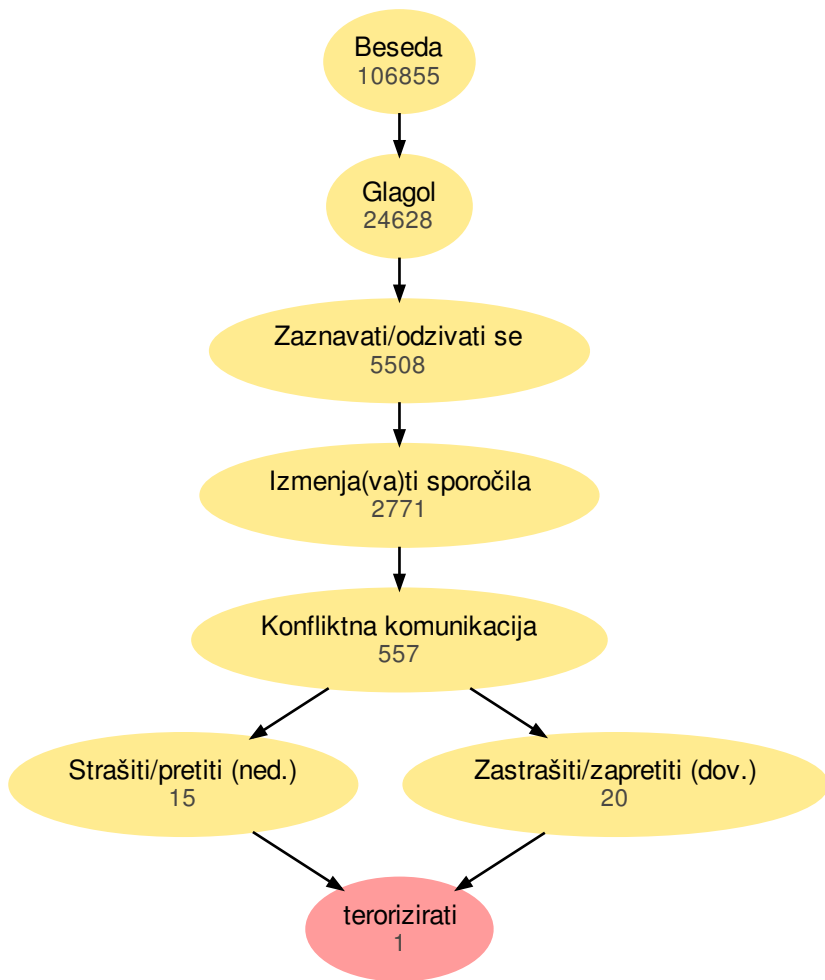 Beseda
106855
Glagol
24628
Zaznavati/odzivati se
5508
Izmenja(va)ti sporočila
2771
Konfliktna komunikacija
557
Strašiti/pretiti (ned.)
15
Zastrašiti/zapretiti (dov.)
20
terorizirati
1